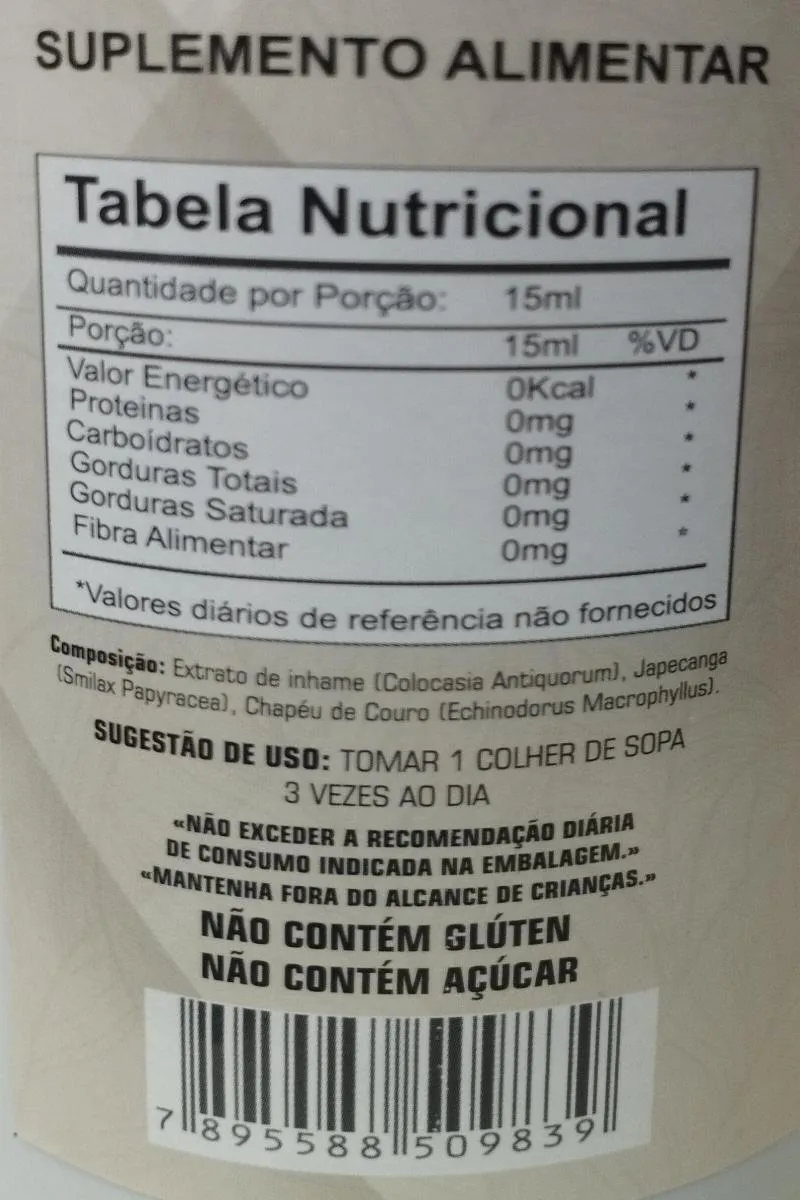 SUPLEMENTO ALIMENTAR
Tabela Nutricional
Quantidade por Porção: 15ml
Porção: 15ml %VD
Valor Energético 0Kcal *
Proteinas 0mg *
Carboídratos 0mg *
Gorduras Totais 0mg *
Gorduras Saturada 0mg *
Fibra Alimentar 0mg *
*Valores diários de referência não fornecidos
Composição: Extrato de inhame (Colocasia Antiquorum), Japecanga
(Smilax Papyracea), Chapéu de Couro (Echinodorus Macrophyllus).
SUGESTÃO DE USO: TOMAR 1 COLHER DE SOPA
3 VEZES AO DIA
«NÃO EXCEDER A RECOMENDAÇÃO DIÁRIA
DE CONSUMO INDICADA NA EMBALAGEM.»
«MANTENHA FORA DO ALCANCE DE CRIANÇAS.»
NÃO CONTÉM GLÚTEN
NÃO CONTÉM AÇÚCAR
7 895588 509839